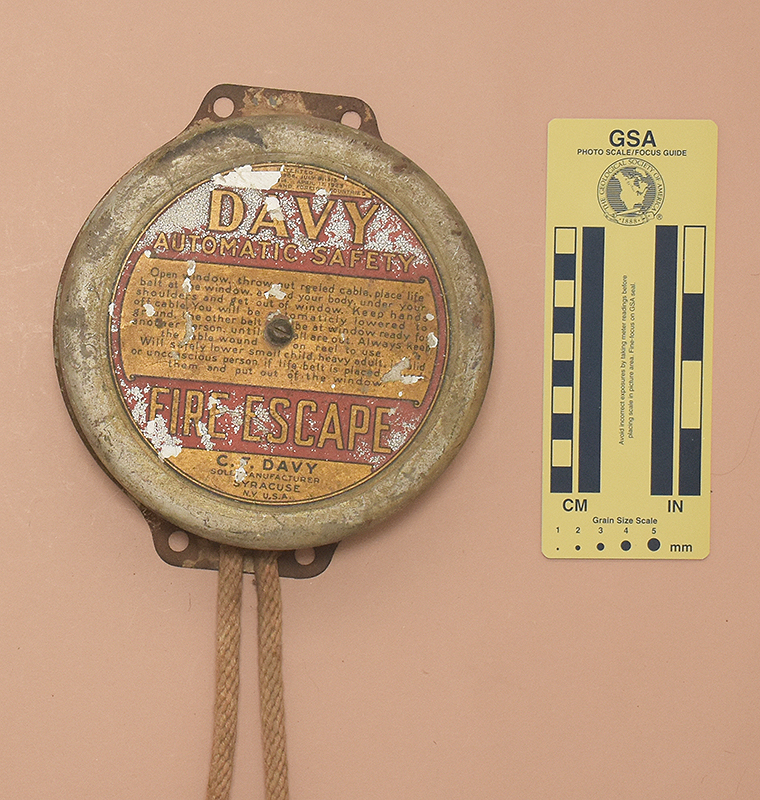 DAVY
AUTOMATIC SAFETY
Open window, throw out reeled cable, place life
belt at the window, around your body, under your
shoulders and get out of window. Keep hands
of cable. You will be automatically lowered to
ground, the other belt will be at window ready for
another person, until all are out. Always keep
cable wound on reel to use.
Will safely lower small child, heavy adult,
or unconscious person if life belt is placed
them and put out of the window
FIRE ESCAPE
C. J. DAVY
SOLE MANUFACTURER
SYRACUSE
N.Y. U.S.A.
GSA
PHOTO SCALE/FOCUS GUIDE
THE GEOLOGICAL SOCIETY OF AMERICA
1888
®
Avoid incorrect exposures by taking meter readings before
placing scale in picture area. Fine-focus on GSA seal.
CM IN
Grain Size Scale
1 2 3 4 5
mm